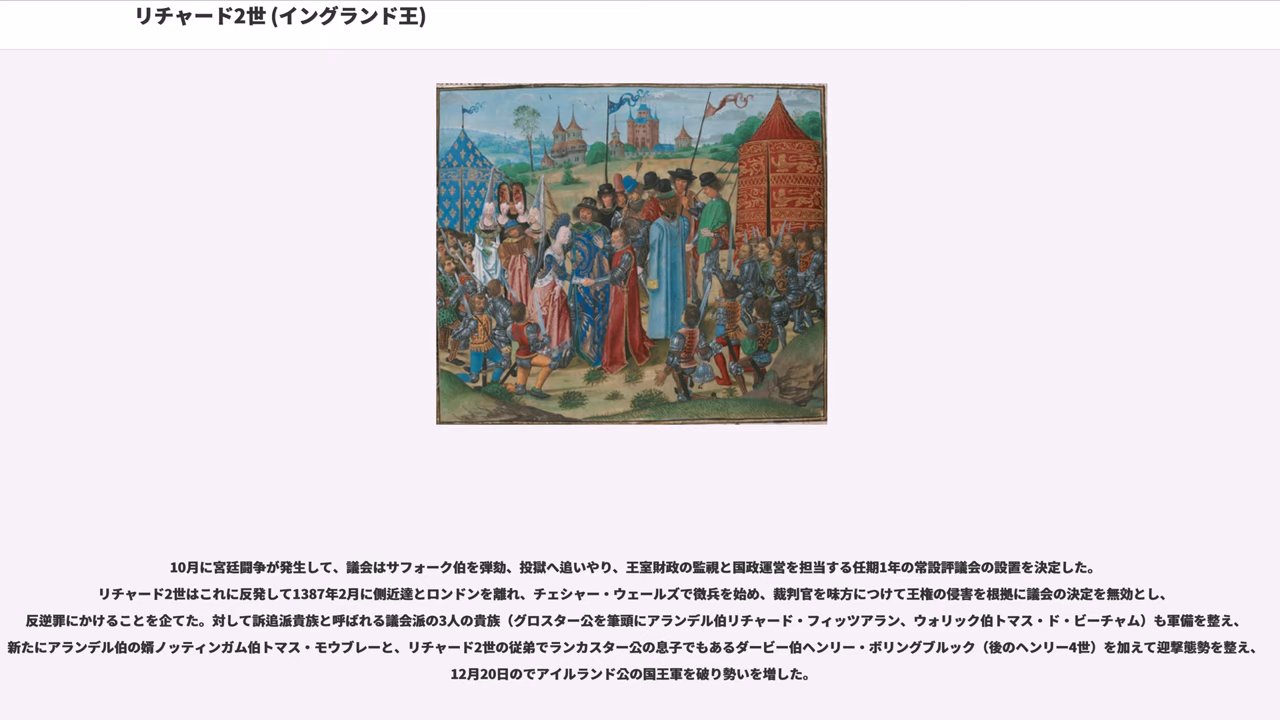 リチャード2世 (イングランド王)
10月に宮廷闘争が発生して、議会はサフォーク伯を弾劾、投獄へ追いやり、王室財政の監視と国政運営を担当する任期1年の常設評議会の設置を決定した。
リチャード2世はこれに反発して1387年2月に側近達とロンドンを離れ、チェシャー・ウェールズで徴兵を始め、裁判官を味方につけて王権の侵害を根拠に議会の決定を無効とし、
反逆罪にかけることを企てた。対して訴追派貴族と呼ばれる議会派の3人の貴族（グロスター公を筆頭にアランデル伯リチャード・フィッツアラン、ウォリック伯トマス・ド・ビーチャム）も軍備を整え、
新たにアランデル伯の婿ノッティンガム伯トマス・モウブレーと、リチャード2世の従弟でランカスター公の息子でもあるダービー伯ヘンリー・ボリングブルック（後のヘンリー4世）を加えて迎撃態勢を整え、
12月20日のでアイルランド公の国王軍を破り勢いを増した。